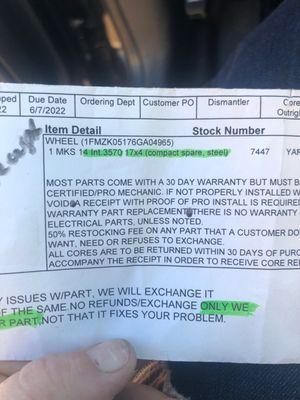 pped Due Date Ordering Dept Customer PO Dismantler Core
22 6/7/2022 Outrig
Item Detail Stock Number
WHEEL (1FMZK05176GA04965)
1 MKS 14 Int.3570 17x4 (compact spare, steel) 7447 YAR
MOST PARTS COME WITH A 30 DAY WARRANTY BUT MUST B
CERTIFIED/PRO MECHANIC. IF NOT PROPERLY INSTALLED W
VOID A RECEIPT WITH PROOF OF PRO INSTALL IS REQUIRE
WARRANTY PART REPLACEMENT THERE IS NO WARRANTY
ELECTRICAL PARTS, UNLESS NOTED.
50% RESTOCKING FEE ON ANY PART THAT A CUSTOMER DO
WANT, NEED OR REFUSES TO EXCHANGE.
ALL CORES ARE TO BE RETURNED WITHIN 30 DAYS OF PURC
ACCOMPANY THE RECEIPT IN ORDER TO RECEIVE CORE RE
Y ISSUES W/PART, WE WILL EXCHANGE IT
OF THE SAME.NO REFUNDS/EXCHANGE ONLY WE
R PART,NOT THAT IT FIXES YOUR PROBLEM.